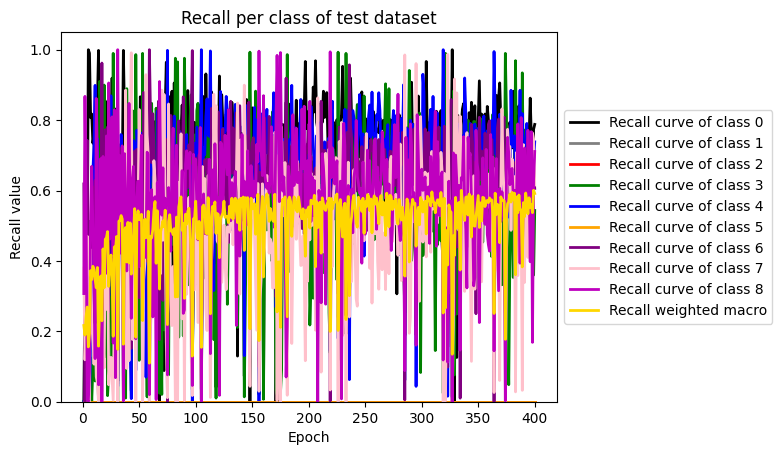 Recall per class of test dataset
Recall value
1.0
0.8
0.6
0.4
0.2
0.0
0
50
100
150
200
250
300
350
400
Epoch
Recall curve of class 0
Recall curve of class 1
Recall curve of class 2
Recall curve of class 3
Recall curve of class 4
Recall curve of class 5
Recall curve of class 6
Recall curve of class 7
Recall curve of class 8
Recall weighted macro